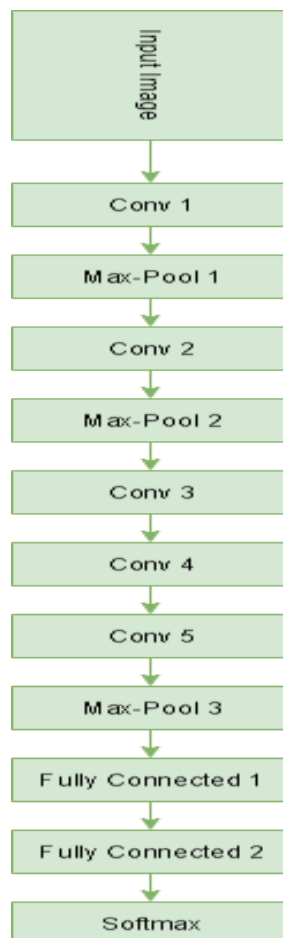 Input Image
Conv 1
Max-Pool 1
Conv 2
Max-Pool 2
Conv 3
Conv 4
Conv 5
Max-Pool 3
Fully Connected 1
Fully Connected 2
Softmax